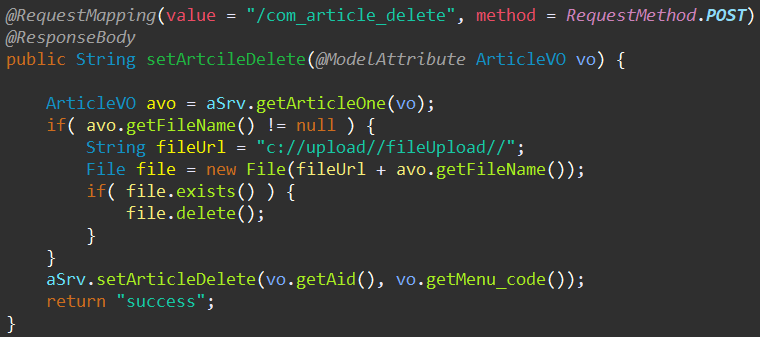 @RequestMapping(value = "/com_article_delete", method = RequestMethod.POST)
@ResponseBody
public String setArtcileDelete(@ModelAttribute ArticleVO vo) {
ArticleVO avo = aSrv.getArticleOne(vo);
if( avo.getFileName() != null ) {
String fileUrl = "c://upload//fileUpload//";
File file = new File(fileUrl + avo.getFileName());
if( file.exists() ) {
file.delete();
}
}
aSrv.setArticleDelete(vo.getAid(), vo.getMenu_code());
return "success";
}